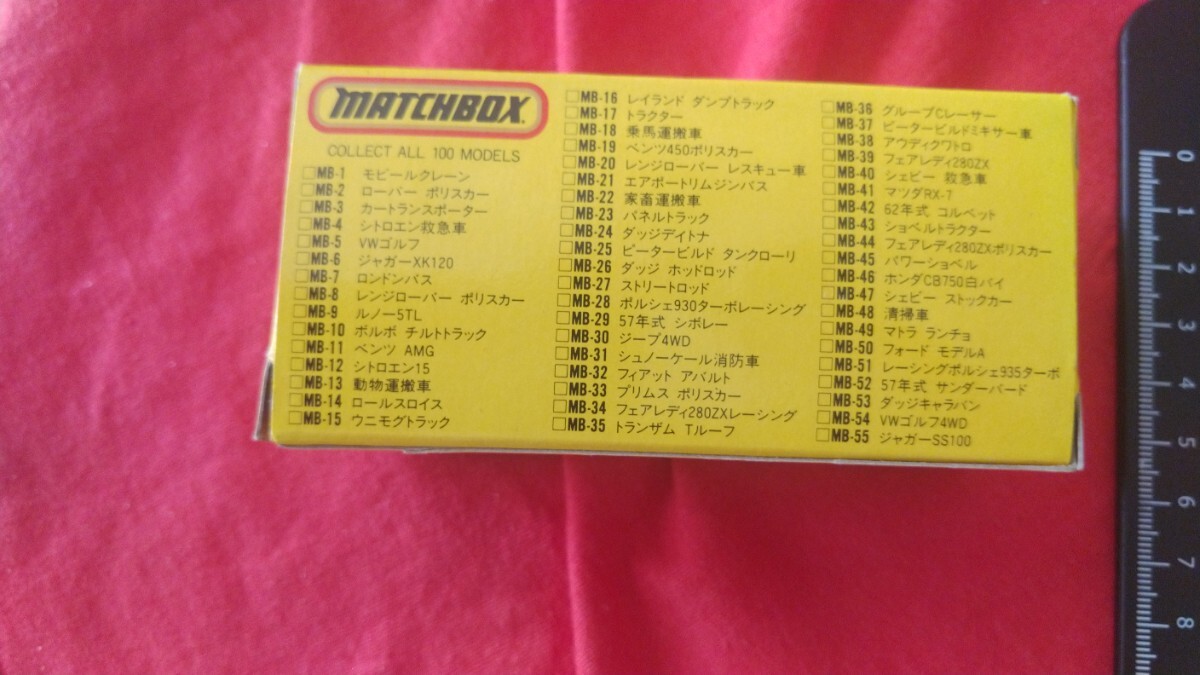 MATCHBOX
COLLECT ALL 100 MODELS
□MB-1 モビールクレーン
□MB-2 ローバー ポリスカー
□MB-3 カートランスポーター
□MB-4 シトロエン救急車
□MB-5 VWゴルフ
□MB-6 ジャガーXK120
□MB-7 ロンドンバス
□MB-8 レンジローバー ポリスカー
□MB-9 ルノー5TL
□MB-10 ボルボ チルトトラック
□MB-11 ベンツ AMG
□MB-12 シトロエン15
□MB-13 動物運搬車
□MB-14 ロールスロイス
□MB-15 ウニモグトラック
□MB-16 レイランド ダンプトラック
□MB-17 トラクター
□MB-18 乗馬運搬車
□MB-19 ベンツ450ポリスカー
□MB-20 レンジローバー レスキュー車
□MB-21 エアポートリムジンバス
□MB-22 家畜運搬車
□MB-23 パネルトラック
□MB-24 ダッジデイトナ
□MB-25 ピータービルド タンクローリ
□MB-26 ダッジ ホッドロッド
□MB-27 ストリートロッド
□MB-28 ポルシェ930ターボレーシング
□MB-29 57年式 シボレー
□MB-30 ジープ4WD
□MB-31 シュノーケール消防車
□MB-32 フィアット アバルト
□MB-33 プリムス ポリスカー
□MB-34 フェアレディ280ZXレーシング
□MB-35 トランザム Tルーフ
□MB-36 グループCレーサー
□MB-37 ピータービルドミキサー車
□MB-38 アウディクワトロ
□MB-39 フェアレディ280ZX
□MB-40 シェビー 救急車
□MB-41 マツダRX-7
□MB-42 62年式 コルベット
□MB-43 ショベルトラクター
□MB-44 フェアレディ280ZXポリスカー
□MB-45 パワーショベル
□MB-46 ホンダCB750白バイ
□MB-47 シェビー ストックカー
□MB-48 清掃車
□MB-49 マトラ ランチョ
□MB-50 フォード モデルA
□MB-51 レーシングポルシェ935ターボ
□MB-52 57年式 サンダーバード
□MB-53 ダッジキャラバン
□MB-54 VWゴルフ4WD
□MB-55 ジャガーSS100
0
1
2
3
4
5
6
7
8